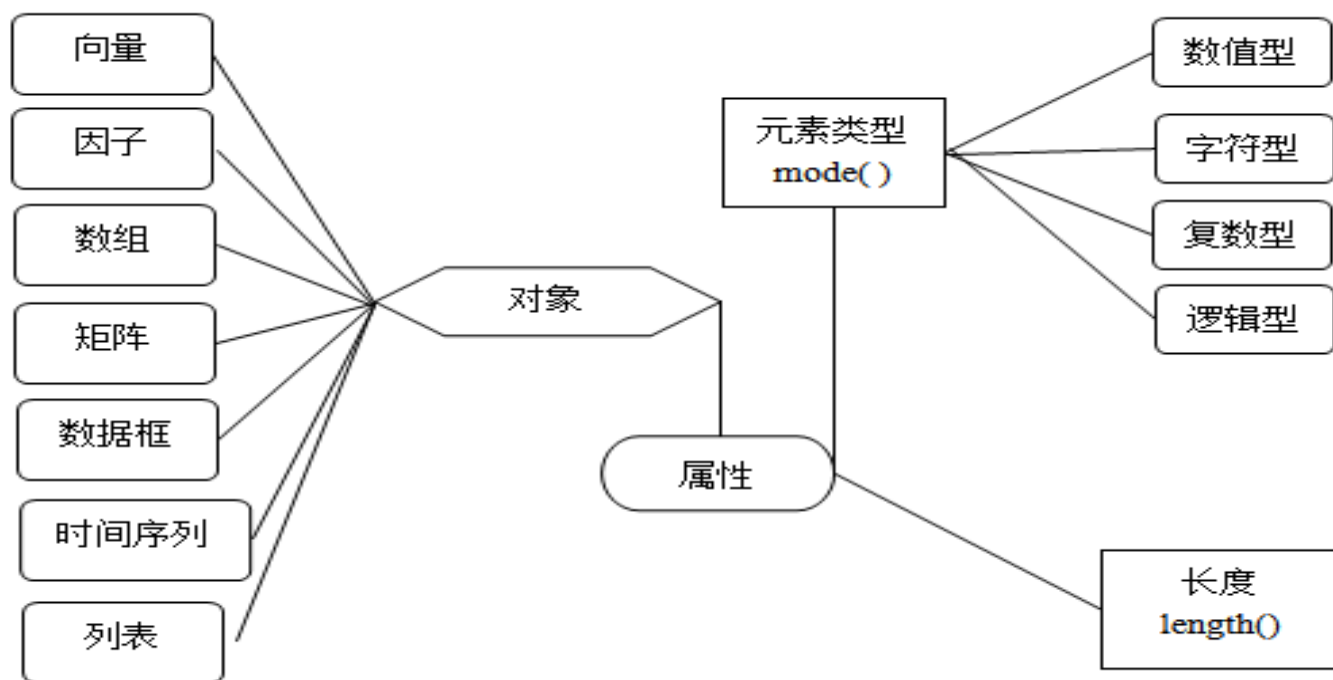 向量
因子
数组
矩阵
数据框
时间序列
列表
对象
属性
元素类型
mode( )
数值型
字符型
复数型
逻辑型
长度
length()